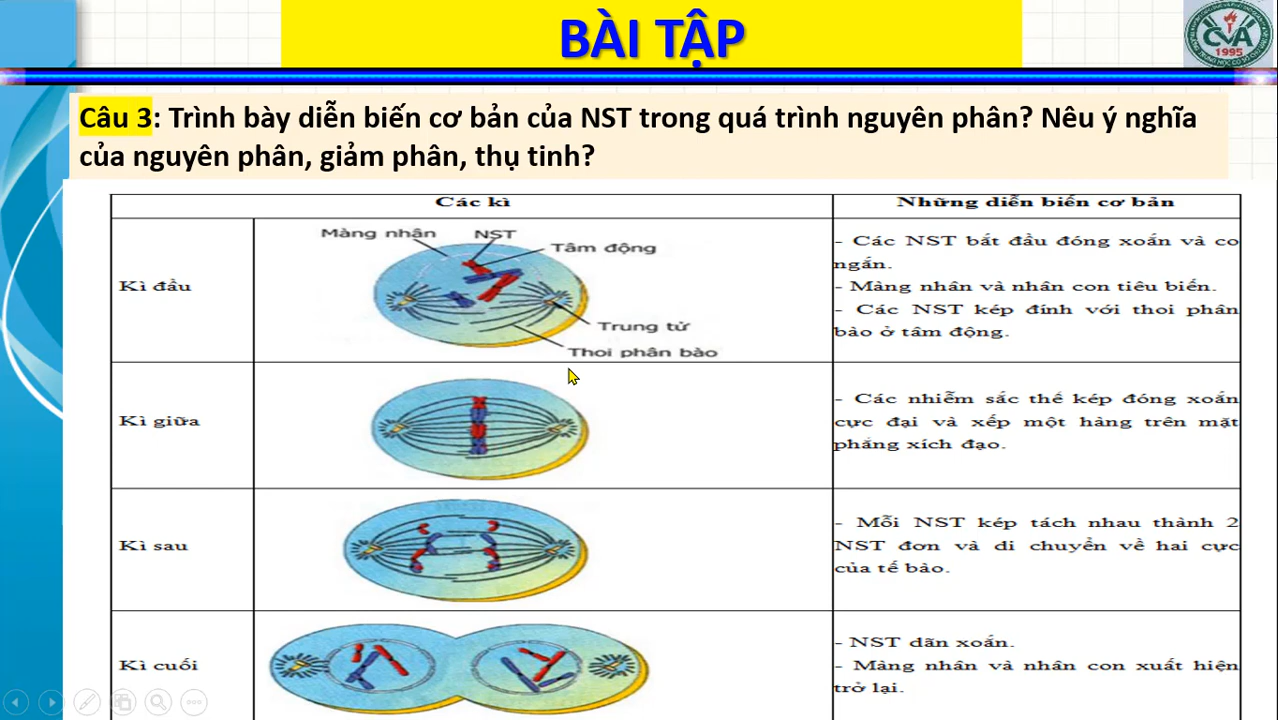 BÀI TẬP
CVA
1995
Câu 3: Trình bày diễn biến cơ bản của NST trong quá trình nguyên phân? Nêu ý nghĩa
của nguyên phân, giảm phân, thụ tinh?
Các kì
Những diễn biến cơ bản
Kì đầu
Màng nhân
NST
Tâm động
Trung tử
Thoi phân bào
- Các NST bắt đầu đóng xoắn và co
ngắn.
- Màng nhân và nhân con tiêu biến.
- Các NST kép đính với thoi phân
bào ở tâm động.
Kì giữa
- Các nhiễm sắc thể kép đóng xoắn
cực đại và xếp một hàng trên mặt
phẳng xích đạo.
Kì sau
- Mỗi NST kép tách nhau thành 2
NST đơn và di chuyển về hai cực
của tế bào.
Kì cuối
- NST dãn xoắn.
- Màng nhân và nhân con xuất hiện
trở lại.